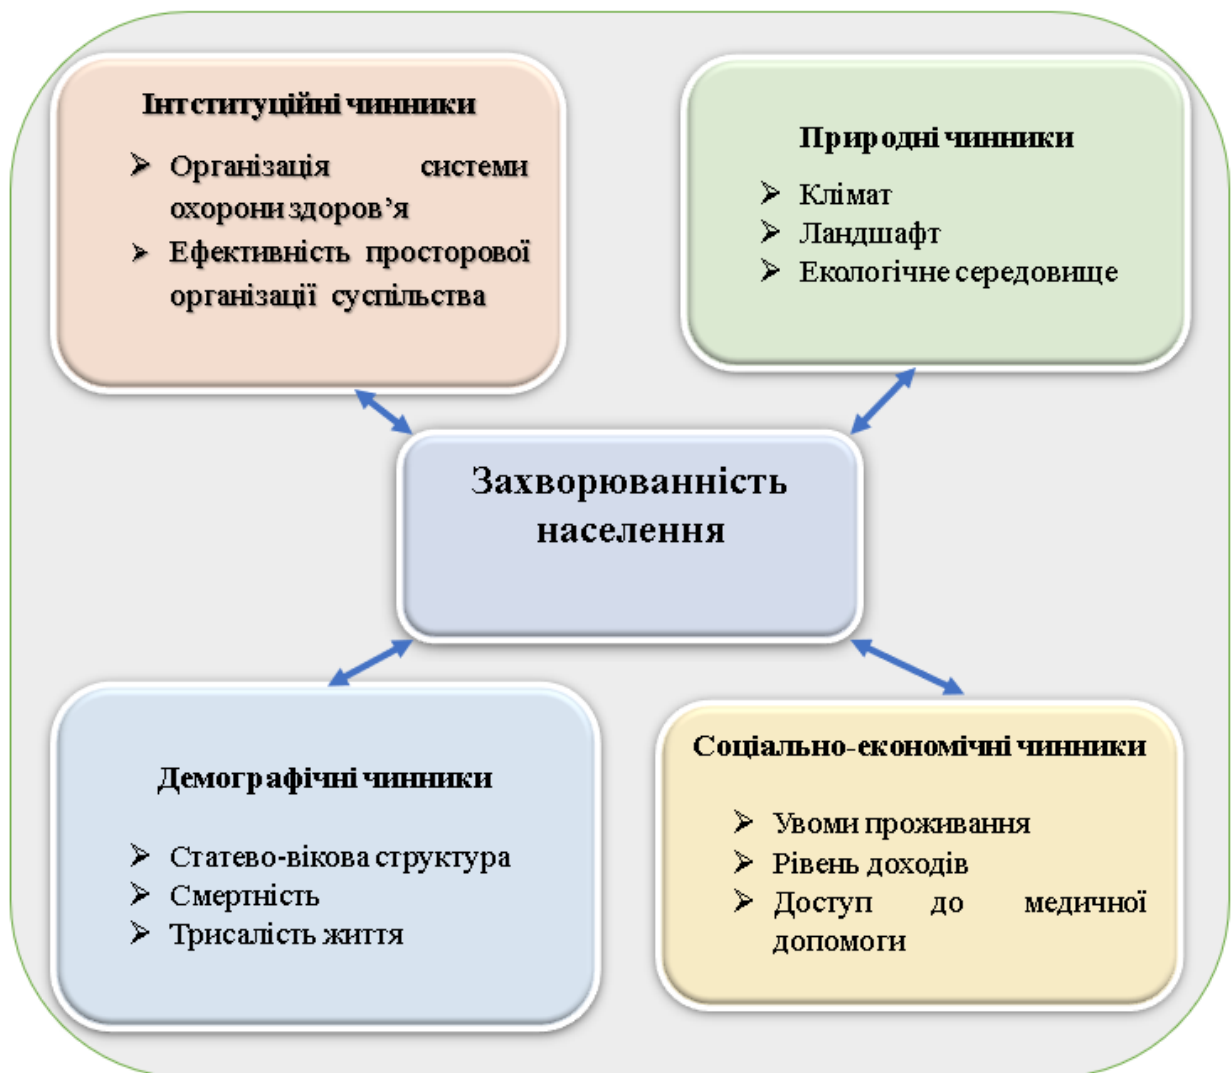 Інтституційні чинники
Організація системи
охорони здоров’я
Ефективність просторової
організації суспільства
Природні чинники
Клімат
Ландшафт
Екологічне середовище
Захворюванність
населення
Демографічні чинники
Статево-вікова структура
Смертність
Трисалість життя
Соціально-економічні чинники
Увоми проживання
Рівень доходів
Доступ до медичної
допомоги